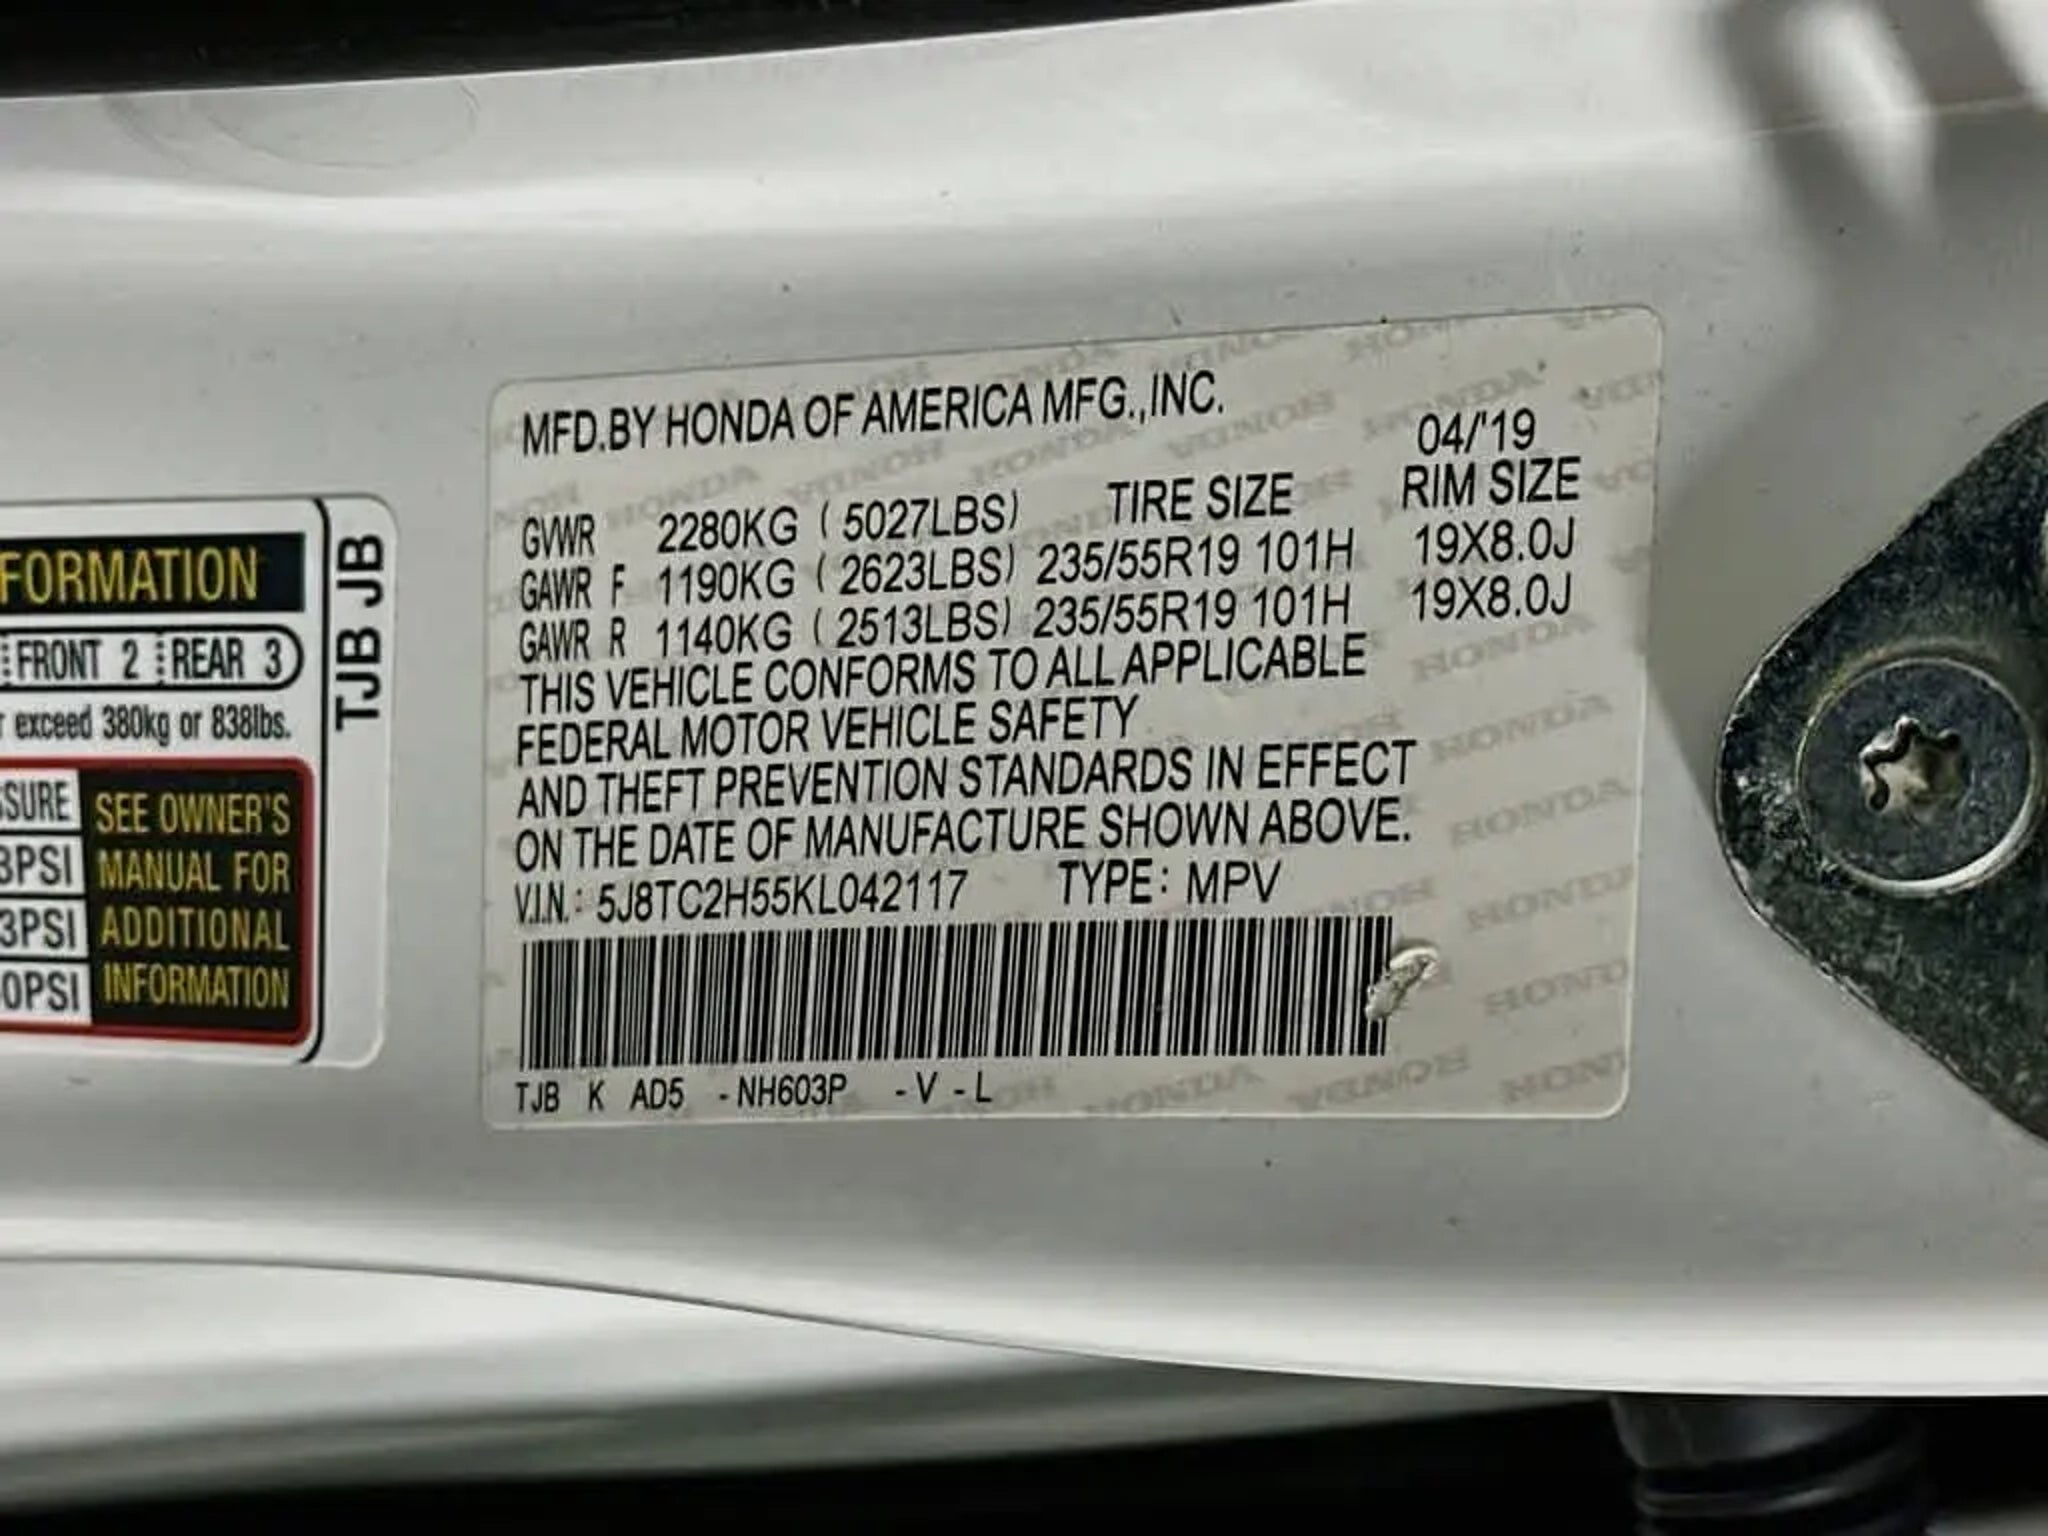 MFD.BY HONDA OF AMERICA MFG.,INC.
04/'19
GVWR 2280KG (5027LBS) TIRE SIZE RIM SIZE
GAWR F 1190KG (2623LBS) 235/55R19 101H 19X8.0J
GAWR R 1140KG (2513LBS) 235/55R19 101H 19X8.0J
THIS VEHICLE CONFORMS TO ALL APPLICABLE
FEDERAL MOTOR VEHICLE SAFETY
AND THEFT PREVENTION STANDARDS IN EFFECT
ON THE DATE OF MANUFACTURE SHOWN ABOVE.
V.I.N.: 5J8TC2H55KL042117 TYPE: MPV
TJB K AD5 -NH603P -V -L
FORMATION
FRONT 2 REAR 3
exceed 380kg or 838lbs.
SSURE
3PSI
3PSI
0PSI
SEE OWNER'S
MANUAL FOR
ADDITIONAL
INFORMATION
TJB JB